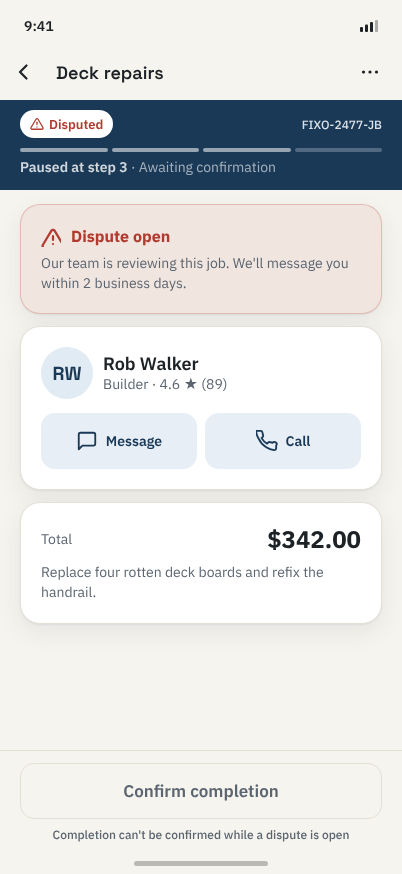 9:41
Deck repairs
Disputed
FIXO-2477-JB
Paused at step 3 · Awaiting confirmation
Dispute open
Our team is reviewing this job. We'll message you
within 2 business days.
RW
Rob Walker
Builder · 4.6 ★ (89)
Message
Call
Total
$342.00
Replace four rotten deck boards and refix the
handrail.
Confirm completion
Completion can't be confirmed while a dispute is open